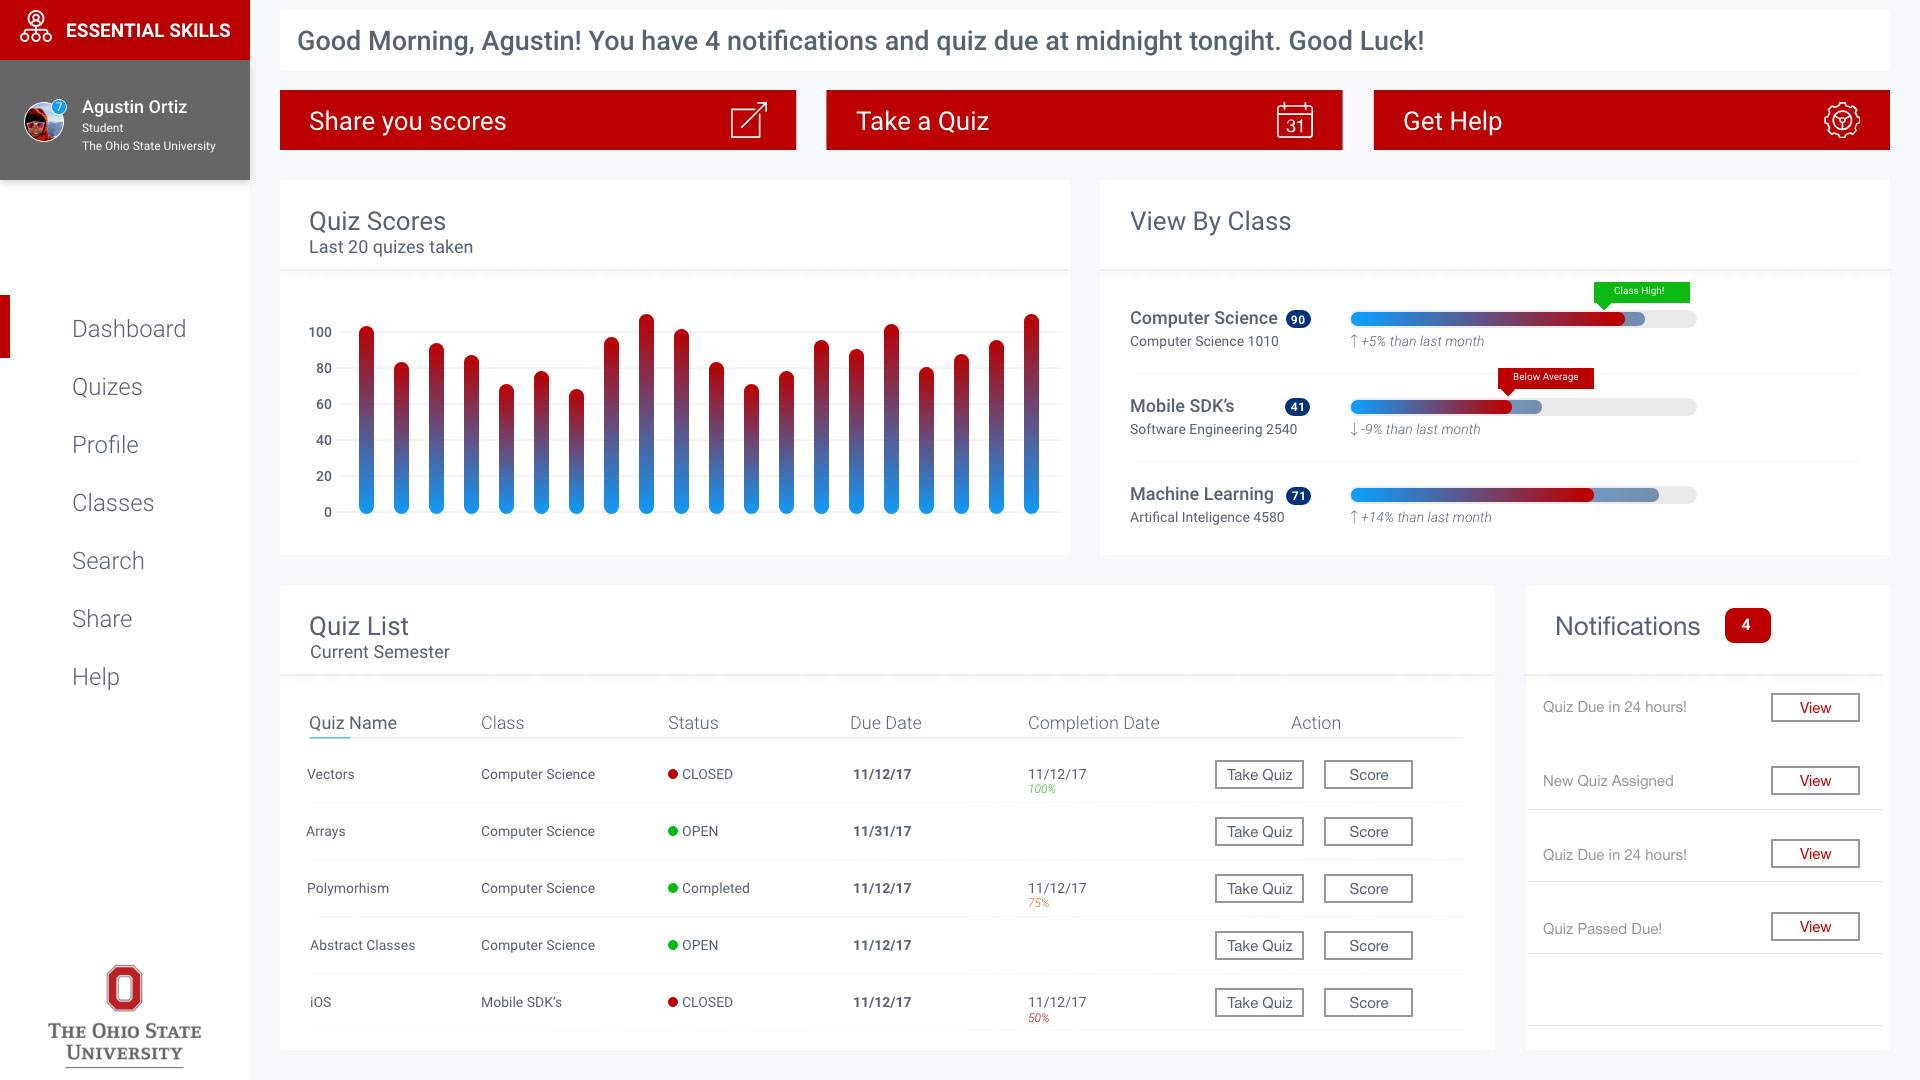 ESSENTIAL SKILLS
7
Agustin Ortiz
Student
The Ohio State University
Dashboard
Quizes
Profile
Classes
Search
Share
Help
THE OHIO STATE
UNIVERSITY
Good Morning, Agustin! You have 4 notifications and quiz due at midnight tongiht. Good Luck!
Share you scores
Take a Quiz
31
Get Help
Quiz Scores
Last 20 quizes taken
100
80
60
40
20
0
View By Class
Class High!
Computer Science 90
Computer Science 1010
↑ +5% than last month
Below Average
Mobile SDK’s 41
Software Engineering 2540
↓ -9% than last month
Machine Learning 71
Artifical Inteligence 4580
↑ +14% than last month
Quiz List
Current Semester
Quiz Name Class Status Due Date Completion Date Action
Vectors Computer Science CLOSED 11/12/17 11/12/17 Take Quiz Score
100%
Arrays Computer Science OPEN 11/31/17 Take Quiz Score
Polymorhism Computer Science Completed 11/12/17 11/12/17 Take Quiz Score
75%
Abstract Classes Computer Science OPEN 11/12/17 Take Quiz Score
iOS Mobile SDK’s CLOSED 11/12/17 11/12/17 Take Quiz Score
50%
Notifications 4
Quiz Due in 24 hours! View
New Quiz Assigned View
Quiz Due in 24 hours! View
Quiz Passed Due! View